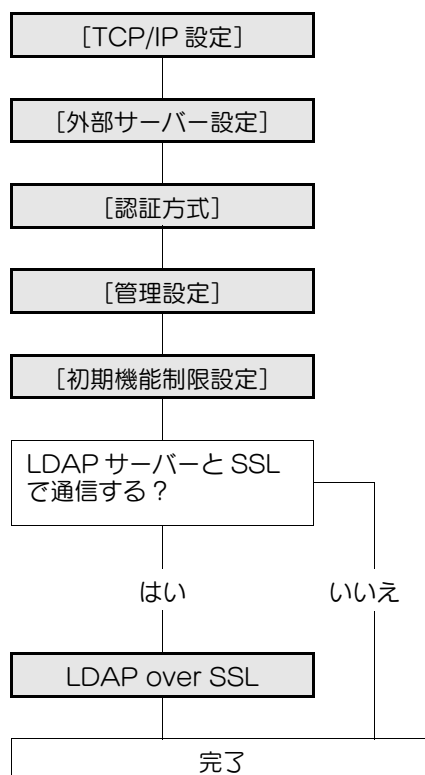 ［TCP/IP 設定］
［外部サーバー設定］
［認証方式］
［管理設定］
［初期機能制限設定］
LDAP サーバーと SSL
で通信する？
はい
いいえ
LDAP over SSL
完了